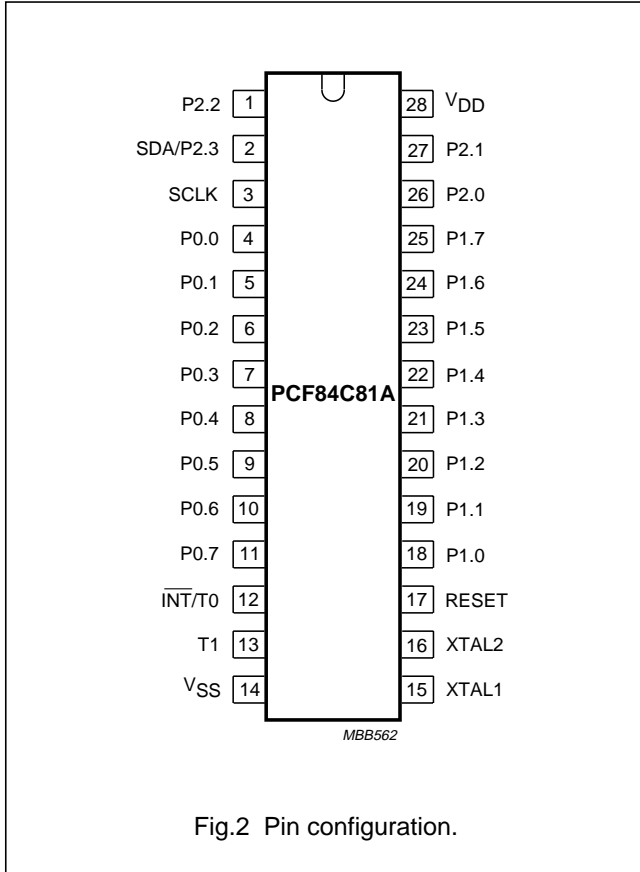 P2.2 1 28 VDD
SDA/P2.3 2 27 P2.1
SCLK 3 26 P2.0
P0.0 4 25 P1.7
P0.1 5 24 P1.6
P0.2 6 23 P1.5
P0.3 7 22 P1.4
PCF84C81A
P0.4 8 21 P1.3
P0.5 9 20 P1.2
P0.6 10 19 P1.1
P0.7 11 18 P1.0
INT/T0 12 17 RESET
T1 13 16 XTAL2
VSS 14 15 XTAL1
MBB562
Fig.2 Pin configuration.